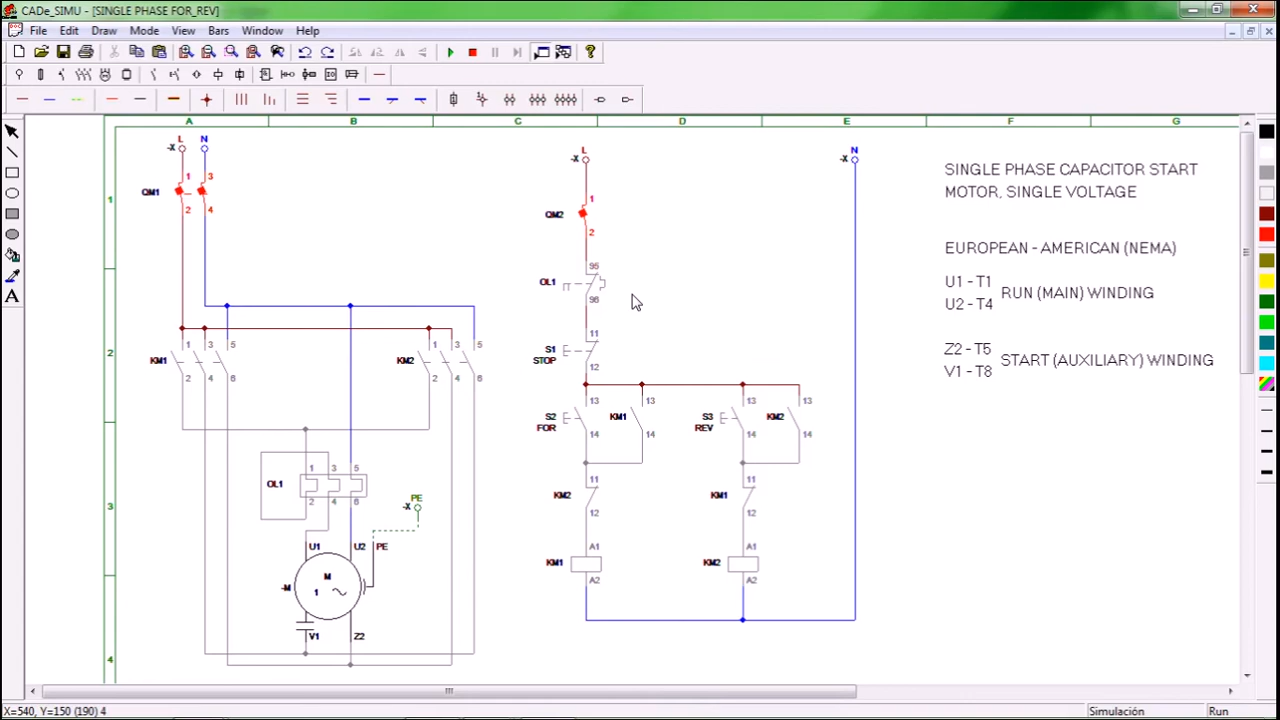 CADe_SIMU - [SINGLE PHASE FOR_REV]
File Edit Draw Mode View Bars Window Help
A B C D E F G
L N L N
-X -X -X
1 3 1
QM1 QM2
2 4 2
1
95
OL1
96
11
S1
STOP
12
2
1 3 5 1 3 5
KM1 KM2
2 4 6 2 4 6
13 13 13 13
S2 KM1 S3 KM2
FOR REV
14 14 14 14
1 3 5
OL1
2 4 6
3
PE
-X
11 11
KM2 KM1
12 12
U1 U2 PE
A1 A1
KM1 KM2
A2 A2
M
-M 1
V1 Z2
4
SINGLE PHASE CAPACITOR START
MOTOR, SINGLE VOLTAGE
EUROPEAN - AMERICAN (NEMA)
U1 - T1
U2 - T4
RUN (MAIN) WINDING
Z2 - T5
V1 - T8
START (AUXILIARY) WINDING
X=540, Y=150 (190) 4 Simulación Run